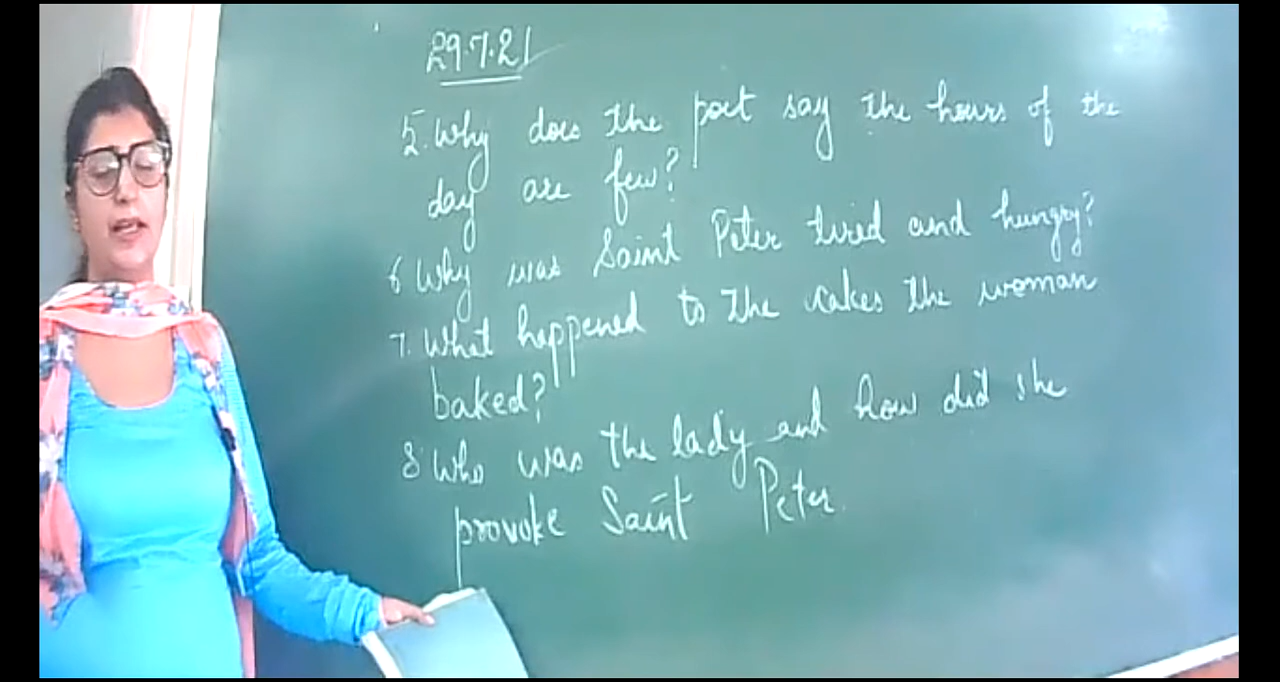 29.7.21
5. Why does the poet say the hours of the
day are few?
6 Why was Saint Peter tired and hungry?
7. What happened to the cakes the woman
baked?
8 Who was the lady and how did she
provoke Saint Peter.